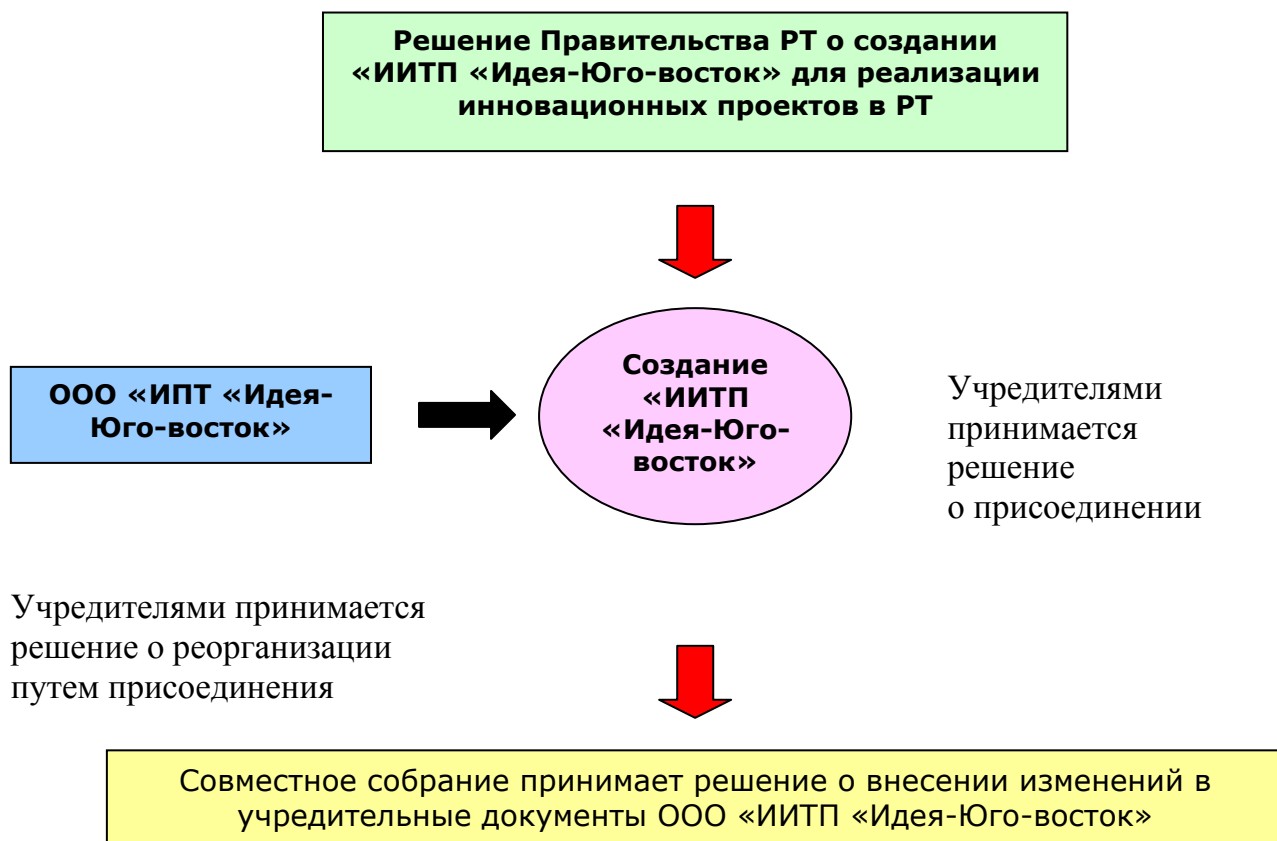 Решение Правительства РТ о создании
«ИИТП «Идея-Юго-восток» для реализации
инновационных проектов в РТ
ООО «ИПТ «Идея-
Юго-восток»
Создание
«ИИТП
«Идея-Юго-
восток»
Учредителями
принимается
решение
о присоединении
Учредителями принимается
решение о реорганизации
путем присоединения
Совместное собрание принимает решение о внесении изменений в
учредительные документы ООО «ИИТП «Идея-Юго-восток»